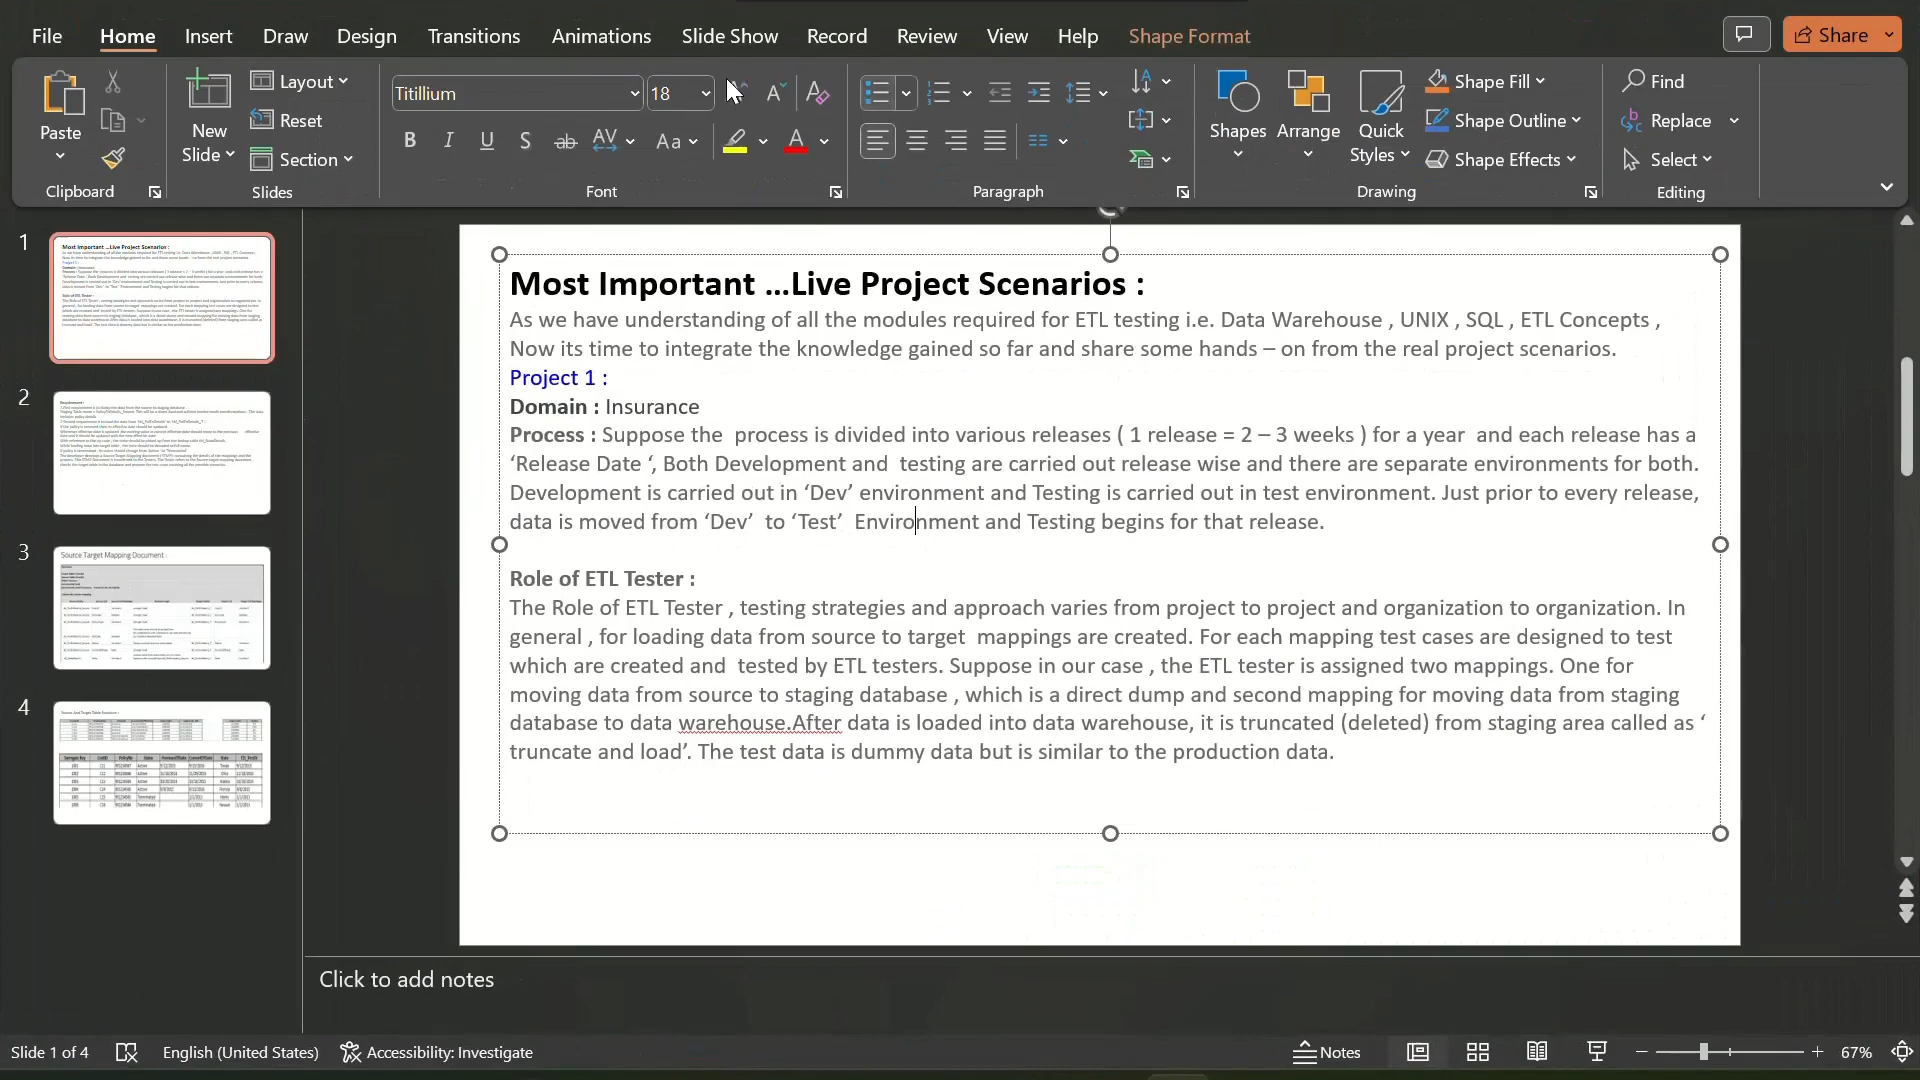 File Home Insert Draw Design Transitions Animations Slide Show Record Review View Help Shape Format Share
Paste
Clipboard
New Slide
Layout
Reset
Section
Slides
Titillium 18
B I U S ab AV Aa A
Font
Paragraph
Shapes
Arrange
Quick Styles
Shape Fill
Shape Outline
Shape Effects
Drawing
Find
Replace
Select
Editing
1
2
3
Source Target Mapping Document :
4
Most Important ...Live Project Scenarios :
As we have understanding of all the modules required for ETL testing i.e. Data Warehouse , UNIX , SQL , ETL Concepts ,
Now its time to integrate the knowledge gained so far and share some hands – on from the real project scenarios.
Project 1 :
Domain : Insurance
Process : Suppose the process is divided into various releases ( 1 release = 2 – 3 weeks ) for a year and each release has a
‘Release Date ‘, Both Development and testing are carried out release wise and there are separate environments for both.
Development is carried out in ‘Dev’ environment and Testing is carried out in test environment. Just prior to every release,
data is moved from ‘Dev’ to ‘Test’ Environment and Testing begins for that release.
Role of ETL Tester :
The Role of ETL Tester , testing strategies and approach varies from project to project and organization to organization. In
general , for loading data from source to target mappings are created. For each mapping test cases are designed to test
which are created and tested by ETL testers. Suppose in our case , the ETL tester is assigned two mappings. One for
moving data from source to staging database , which is a direct dump and second mapping for moving data from staging
database to data warehouse.After data is loaded into data warehouse, it is truncated (deleted) from staging area called as ‘
truncate and load’. The test data is dummy data but is similar to the production data.
Click to add notes
Slide 1 of 4 English (United States) Accessibility: Investigate Notes 67%